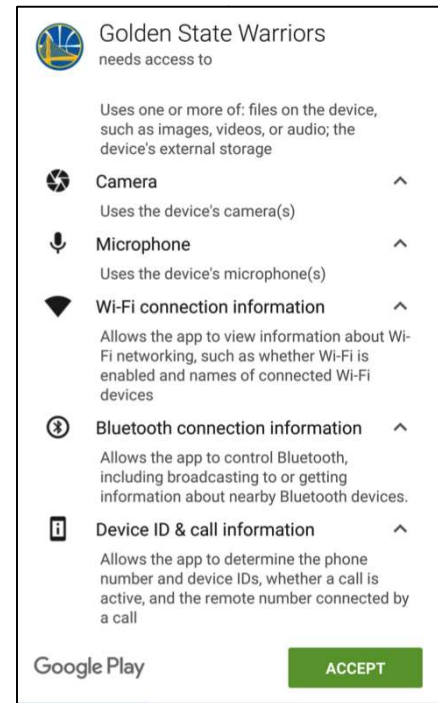 Golden State Warriors
needs access to
Uses one or more of: files on the device,
such as images, videos, or audio; the
device's external storage
Camera
Uses the device's camera(s)
Microphone
Uses the device's microphone(s)
Wi-Fi connection information
Allows the app to view information about Wi-
Fi networking, such as whether Wi-Fi is
enabled and names of connected Wi-Fi
devices
Bluetooth connection information
Allows the app to control Bluetooth,
including broadcasting to or getting
information about nearby Bluetooth devices.
Device ID & call information
Allows the app to determine the phone
number and device IDs, whether a call is
active, and the remote number connected by
a call
Google Play
ACCEPT